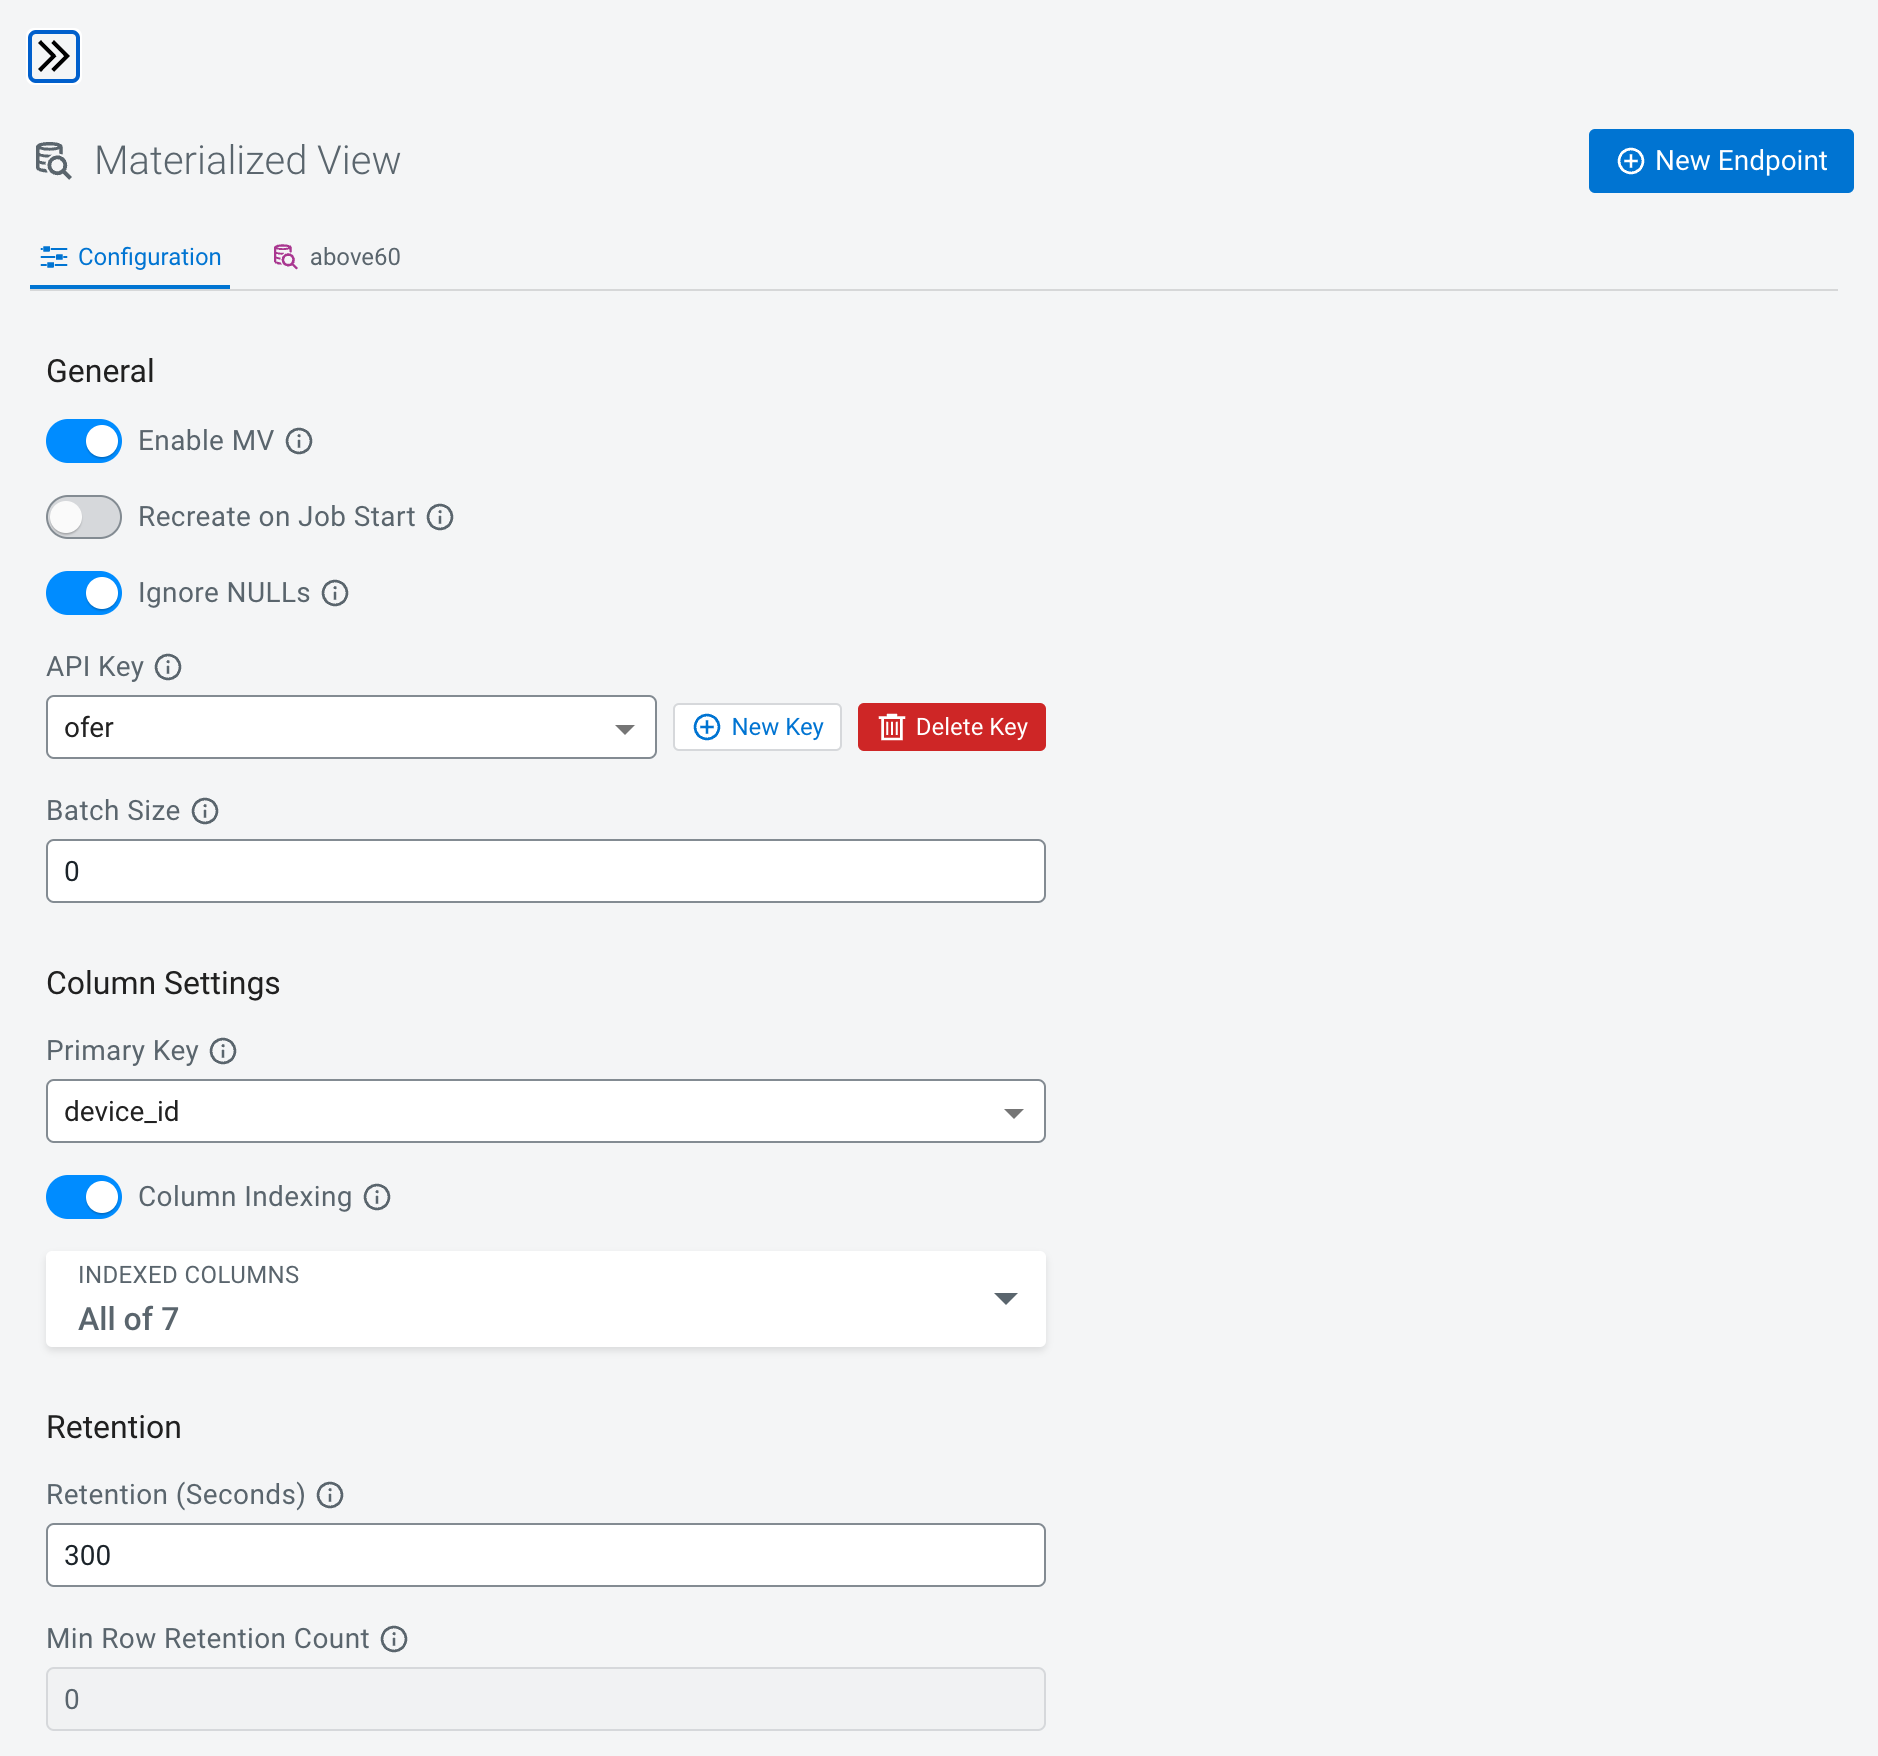 Materialized View
New Endpoint
Configuration
above60
General
Enable MV
Recreate on Job Start
Ignore NULLs
API Key
ofer
New Key
Delete Key
Batch Size
0
Column Settings
Primary Key
device_id
Column Indexing
INDEXED COLUMNS
All of 7
Retention
Retention (Seconds)
300
Min Row Retention Count
0